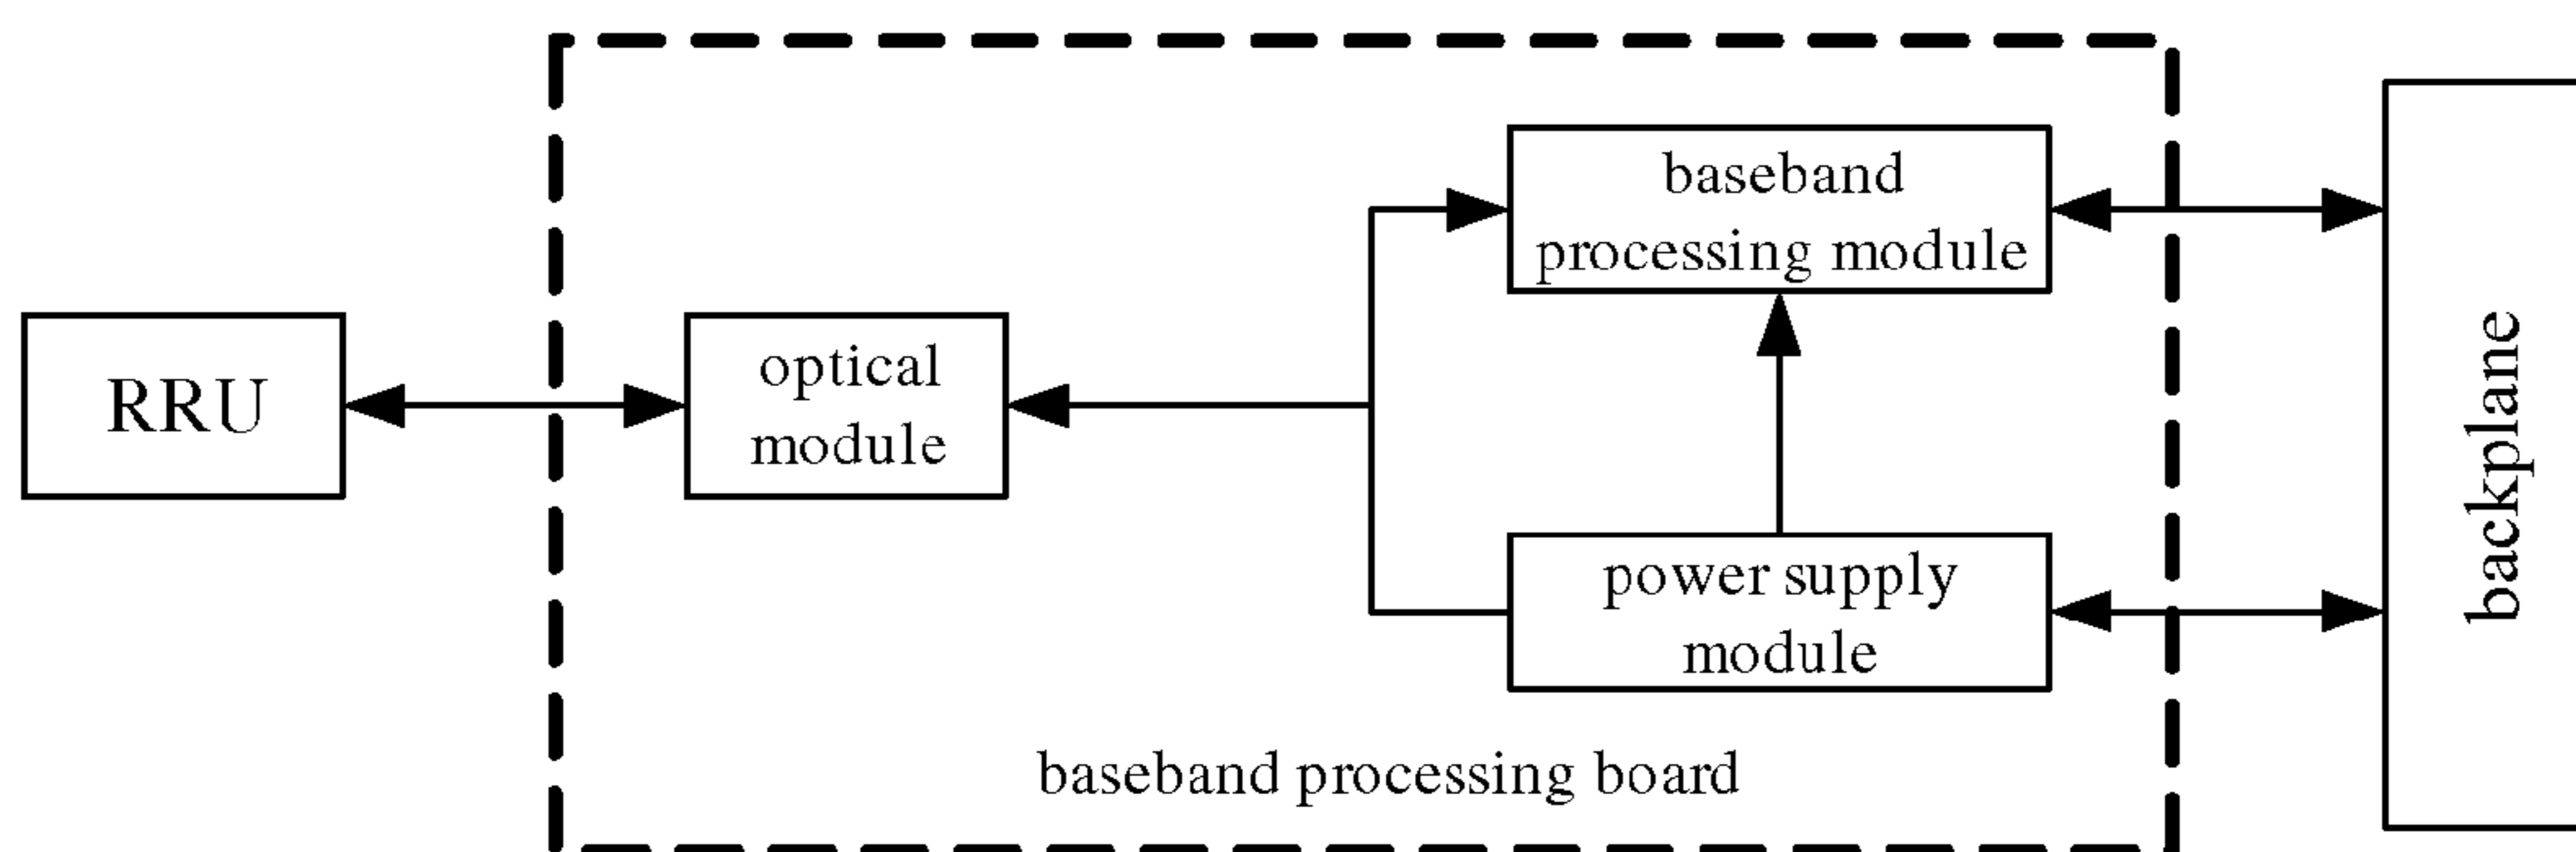 baseband
processing module
RRU
optical
module
power supply
module
backplane
baseband processing board